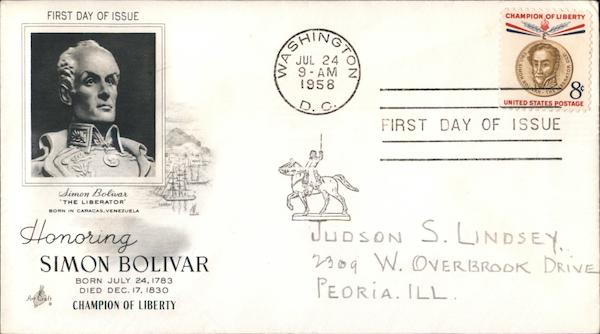 FIRST DAY OF ISSUE
Simon Bolivar
"THE LIBERATOR"
BORN IN CARACAS, VENEZUELA
Honoring
SIMON BOLIVAR
BORN JULY 24, 1783
DIED DEC. 17, 1830
CHAMPION OF LIBERTY
Art Craft
WASHINGTON
JUL 24
9-AM
1958
D. C.
CHAMPION OF LIBERTY
8¢
UNITED STATES POSTAGE
FIRST DAY OF ISSUE
JUDSON S. LINDSEY,
2309 W. OVERBROOK DRIVE
PEORIA. ILL.